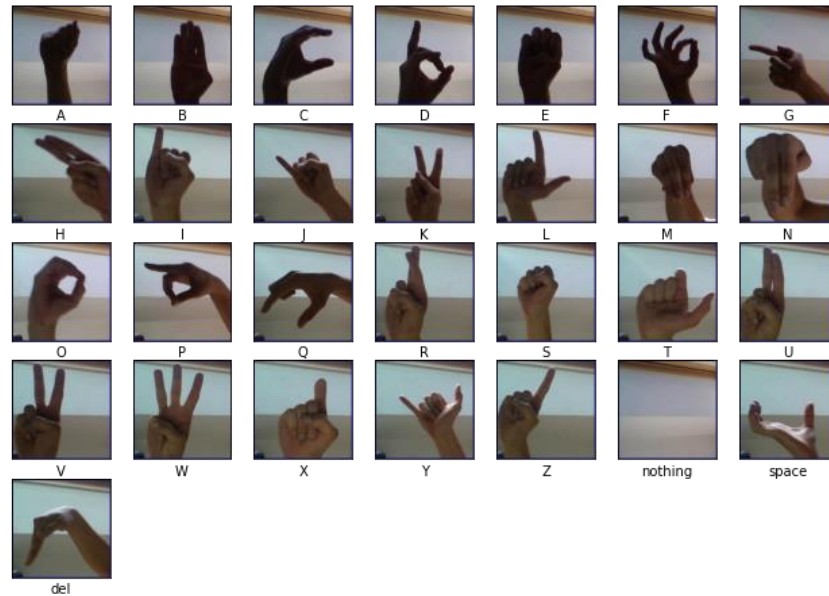 A B C D E F G
H I J K L M N
O P Q R S T U
V W X Y Z nothing space
del